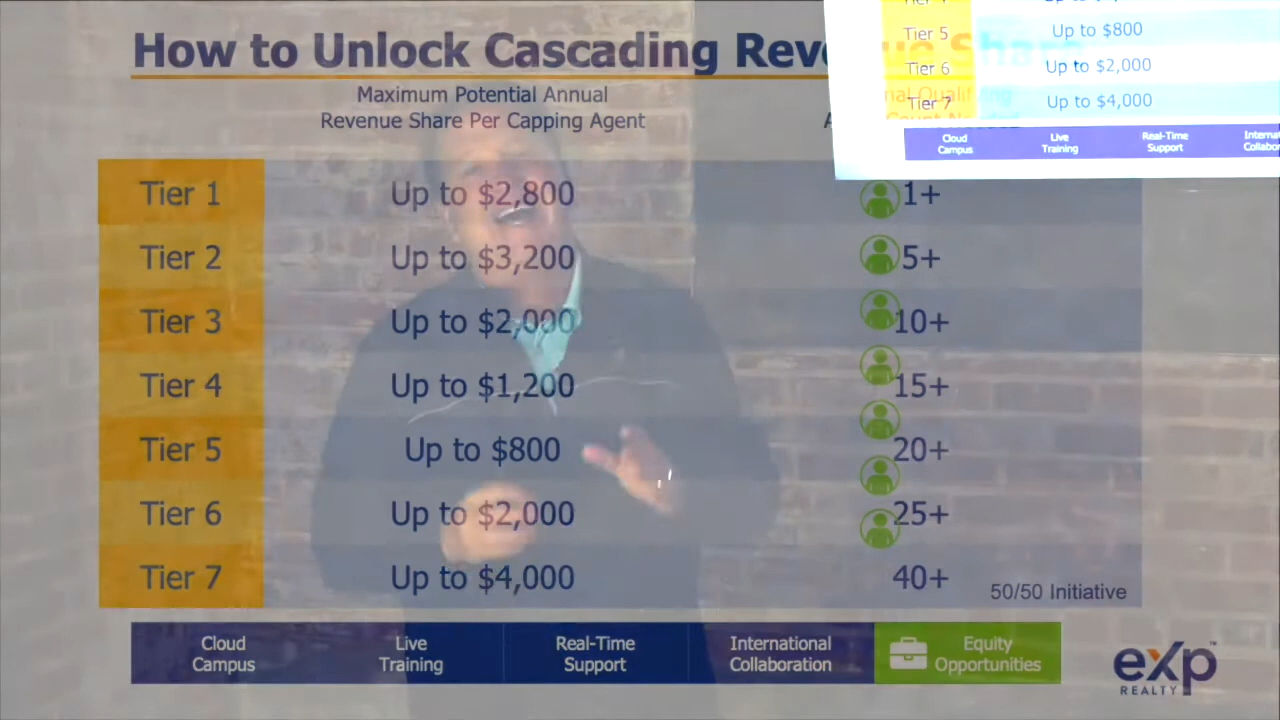 How to Unlock Cascading Revenue Share
Maximum Potential Annual
Revenue Share Per Capping Agent
Tier 1 Up to $2,800 1+
Tier 2 Up to $3,200 5+
Tier 3 Up to $2,000 10+
Tier 4 Up to $1,200 15+
Tier 5 Up to $800 20+
Tier 6 Up to $2,000 25+
Tier 7 Up to $4,000 40+
50/50 Initiative
Cloud
Campus
Live
Training
Real-Time
Support
International
Collaboration
Equity
Opportunities
eXp
REALTY
Tier 5 Up to $800
Tier 6 Up to $2,000
Tier 7 Up to $4,000
Cloud
Campus
Live
Training
Real-Time
Support